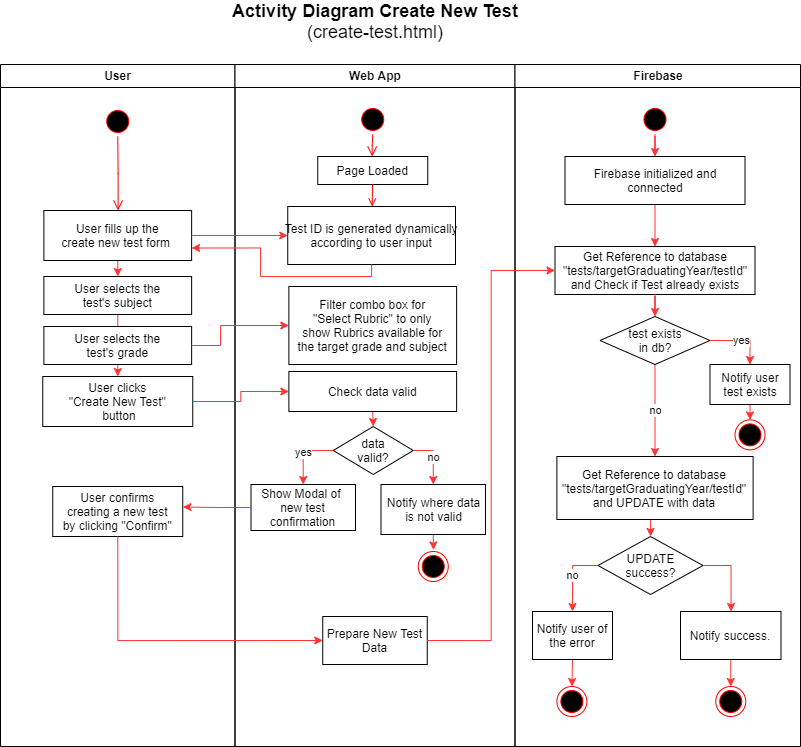 Activity Diagram Create New Test
(create-test.html)
User
Web App
Firebase
Page Loaded
Firebase initialized and
connected
User fills up the
create new test form
Test ID is generated dynamically
according to user input
Get Reference to database
"tests/targetGraduatingYear/testId"
and Check if Test already exists
User selects the
test's subject
Filter combo box for
"Select Rubric" to only
show Rubrics available for
the target grade and subject
User selects the
test's grade
test exists
in db?
yes
Notify user
test exists
User clicks
"Create New Test"
button
Check data valid
no
data
valid?
yes
no
Get Reference to database
"tests/targetGraduatingYear/testId"
and UPDATE with data
User confirms
creating a new test
by clicking "Confirm"
Show Modal of
new test
confirmation
Notify where data
is not valid
UPDATE
success?
no
Prepare New Test
Data
Notify user of
the error
Notify success.